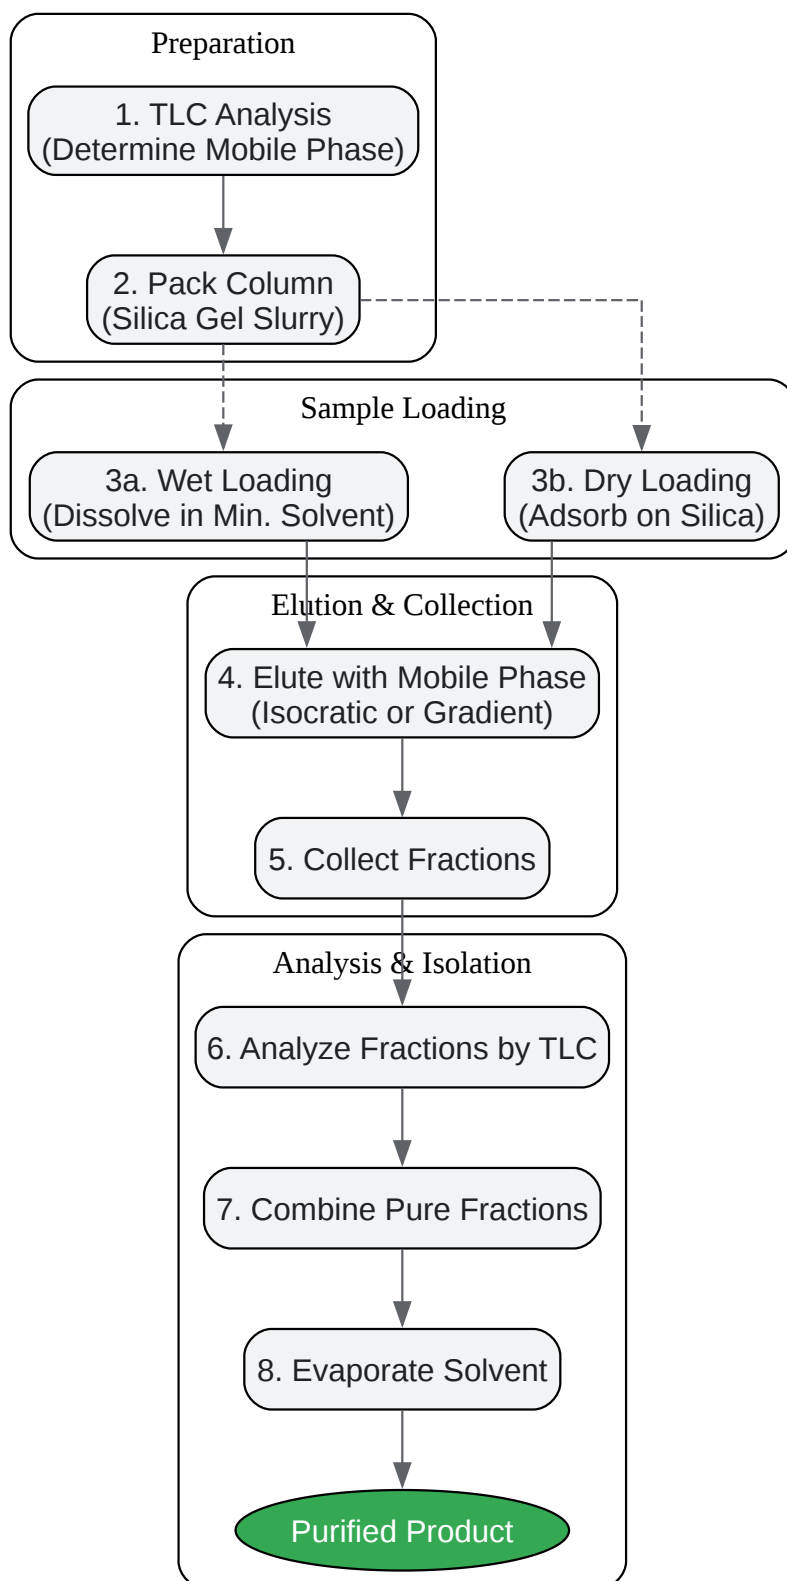 Preparation
1. TLC Analysis
(Determine Mobile Phase)
2. Pack Column
(Silica Gel Slurry)
Sample Loading
3a. Wet Loading
(Dissolve in Min. Solvent)
3b. Dry Loading
(Adsorb on Silica)
Elution & Collection
4. Elute with Mobile Phase
(Isocratic or Gradient)
5. Collect Fractions
Analysis & Isolation
6. Analyze Fractions by TLC
7. Combine Pure Fractions
8. Evaporate Solvent
Purified Product